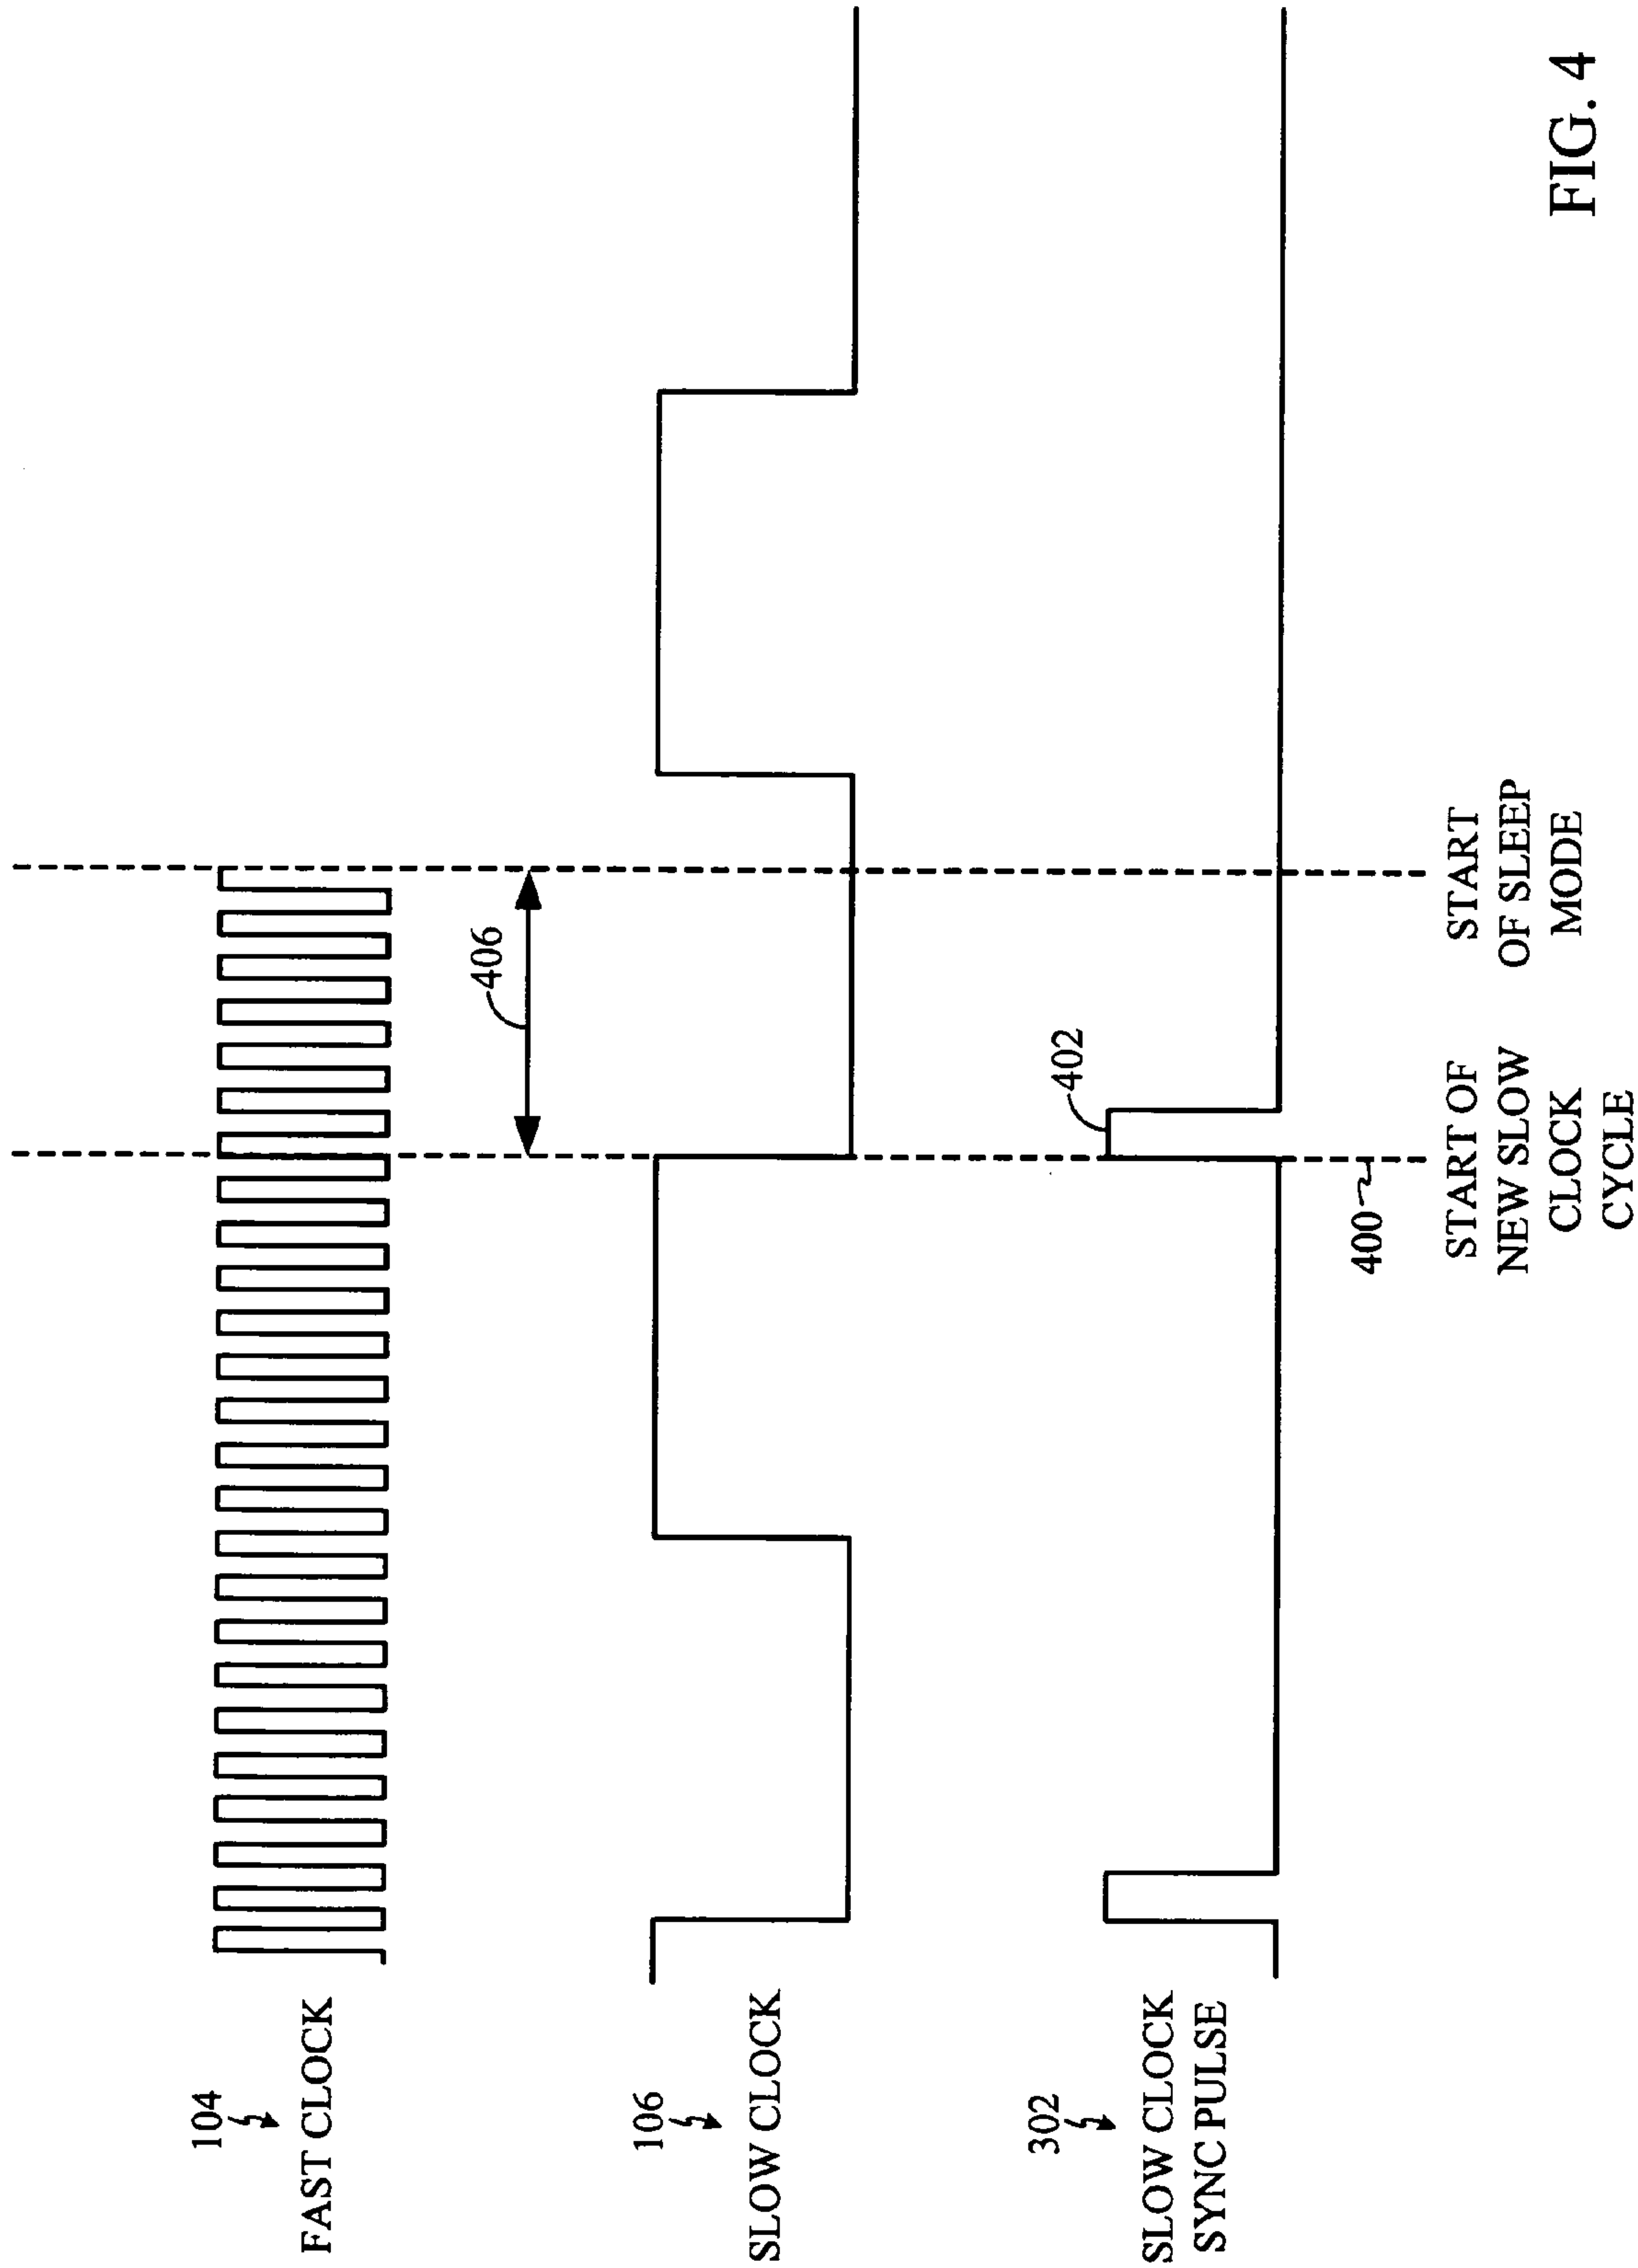 104
FAST CLOCK
406
106
SLOW CLOCK
302
SLOW CLOCK
SYNC PULSE
402
400
START OF
NEW SLOW
CLOCK
CYCLE
START
OF SLEEP
MODE
FIG. 4